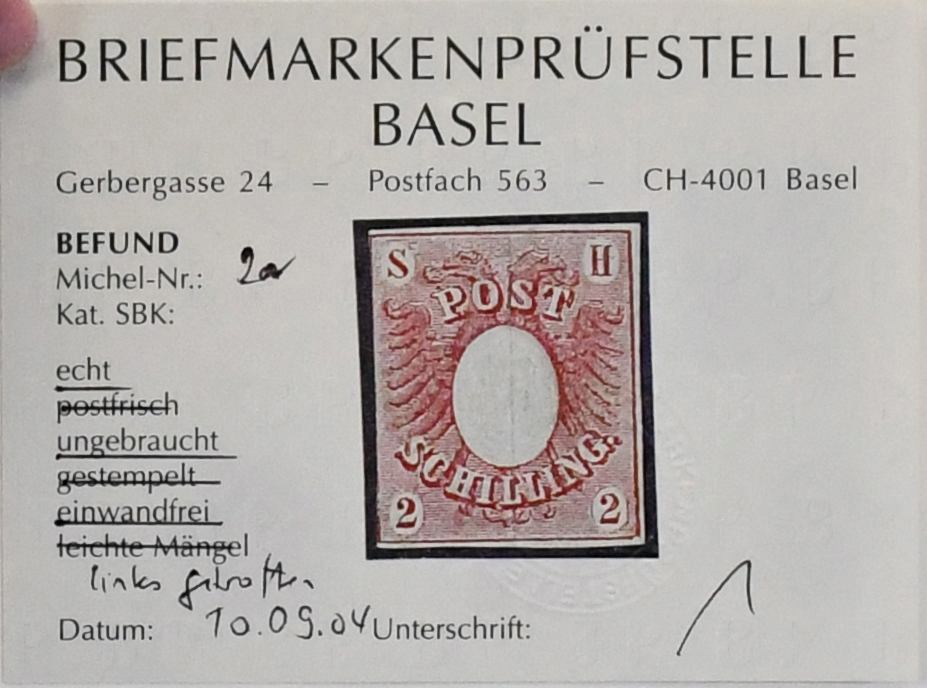 BRIEFMARKENPRÜFSTELLE
BASEL
Gerbergasse 24 – Postfach 563 – CH-4001 Basel
BEFUND
Michel-Nr.: 2a
Kat. SBK:
echt
postfrisch
ungebraucht
gestempelt
einwandfrei
leichte Mängel
links
Datum: 10.09.04 Unterschrift:
S H
POST
SCHILLING
2 2